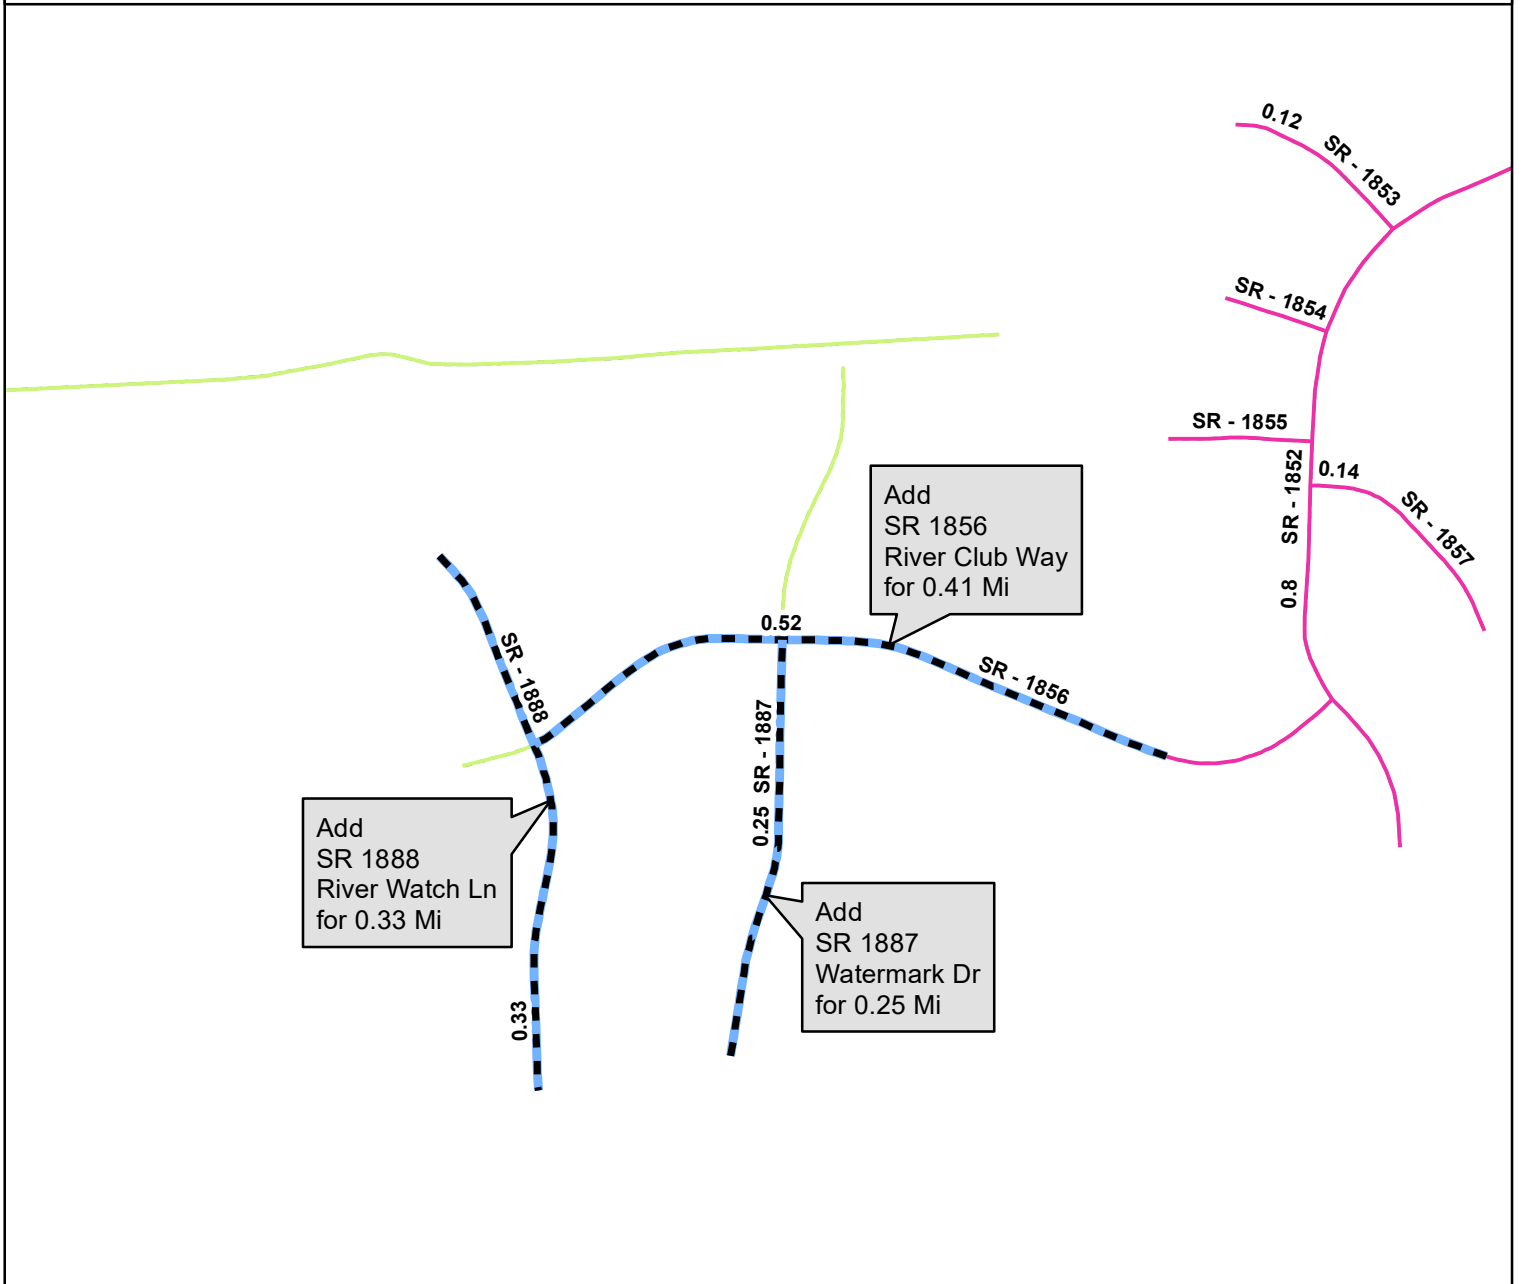 0.12
SR - 1853
SR - 1854
SR - 1855
SR - 1852
0.8
0.14
SR - 1857
Add
SR 1856
River Club Way
for 0.41 Mi
0.52
SR - 1856
SR - 1888
SR - 1887
0.25
Add
SR 1888
River Watch Ln
for 0.33 Mi
Add
SR 1887
Watermark Dr
for 0.25 Mi
0.33